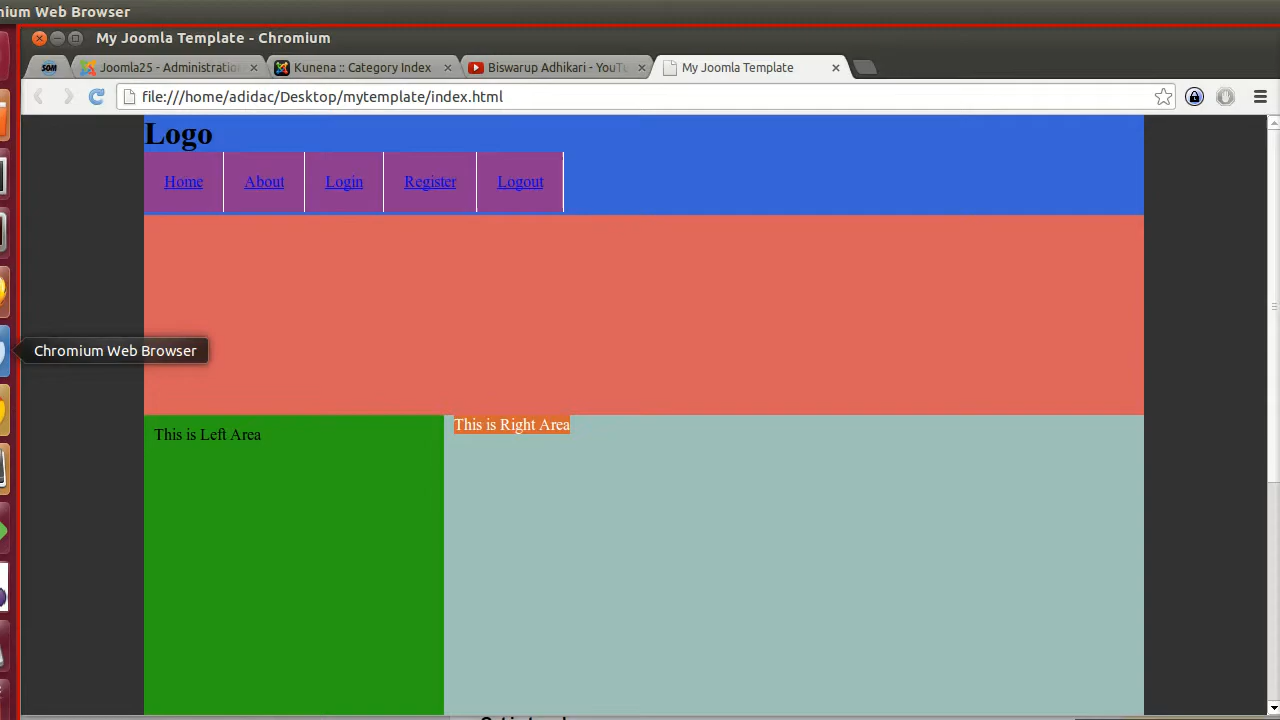 nium Web Browser
My Joomla Template - Chromium
SOM
Joomla25 - Administration
Kunena :: Category Index
Biswarup Adhikari - YouTu
My Joomla Template
file:///home/adidac/Desktop/mytemplate/index.html
Logo
Home About Login Register Logout
Chromium Web Browser
This is Left Area
This is Right Area